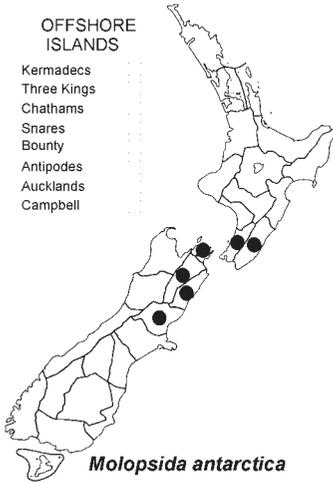 OFFSHORE
ISLANDS
Kermadecs
Three Kings
Chathams
Snares
Bounty
Antipodes
Aucklands
Campbell
Molopsida antarctica